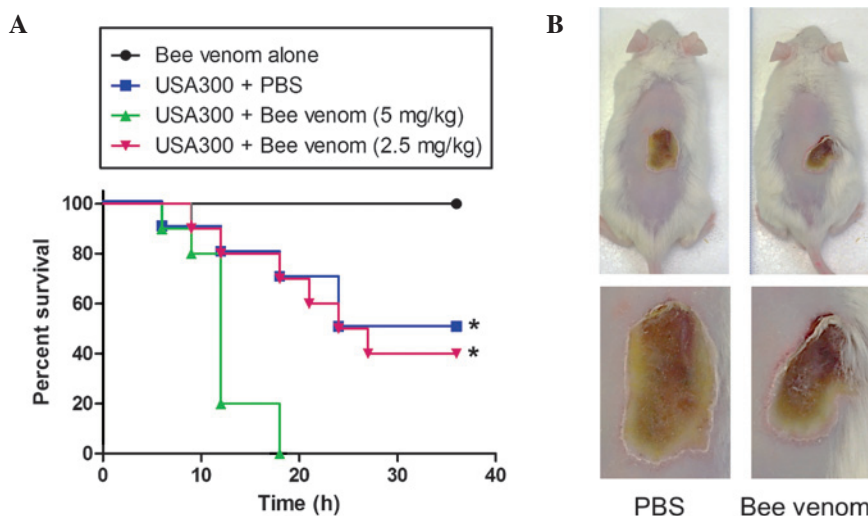 A
Bee venom alone
USA300 + PBS
USA300 + Bee venom (5 mg/kg)
USA300 + Bee venom (2.5 mg/kg)
Percent survival
100
80
60
40
20
0
*
*
0 10 20 30 40
Time (h)
B
PBS Bee venom